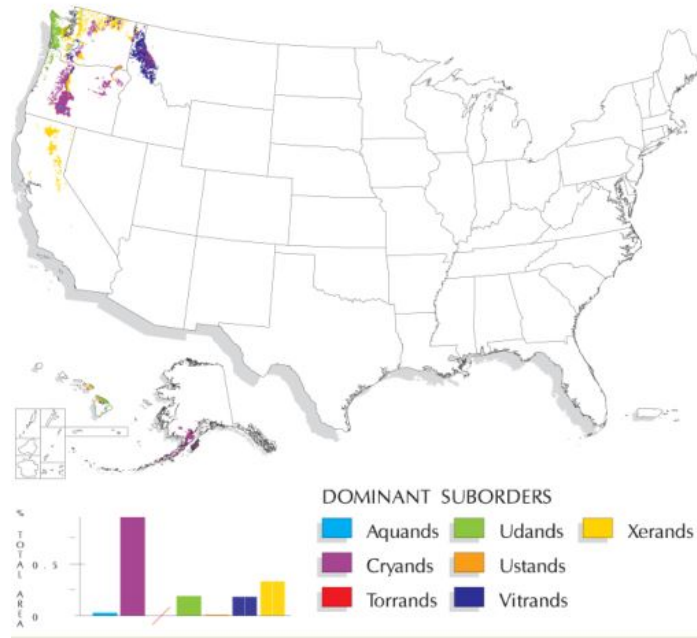 DOMINANT SUBORDERS
Aquands Udands Xerands
Cryands Ustands
Torrands Vitrands
% TOTAL AREA
0.5
0